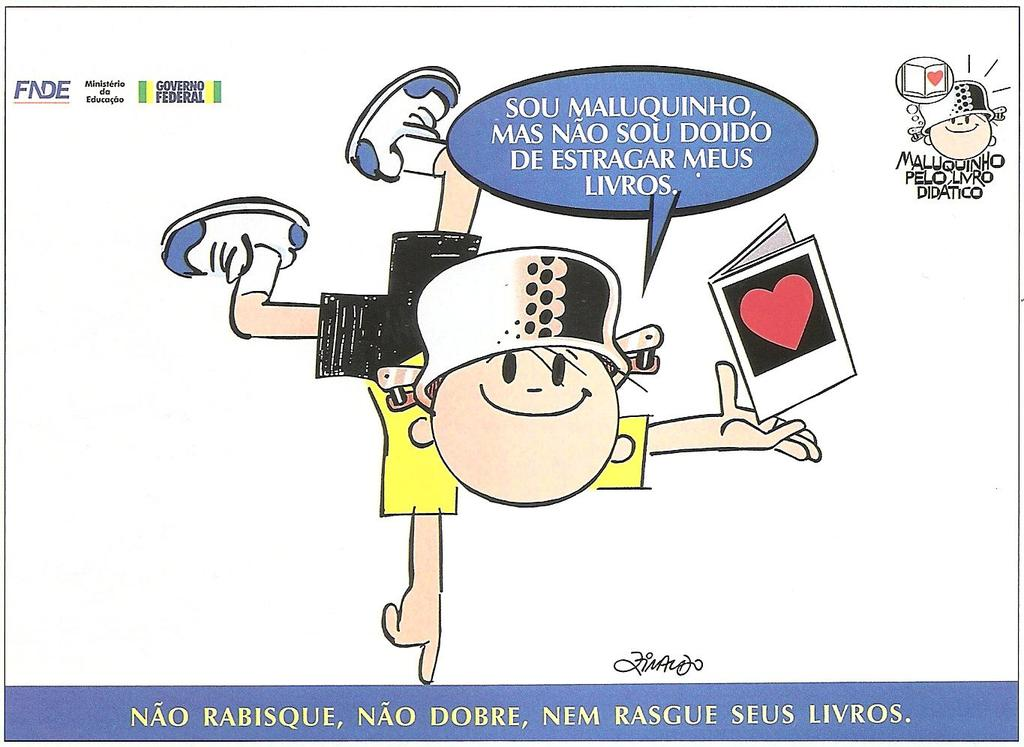 FNDE
Ministério
da
Educação
GOVERNO
FEDERAL
SOU MALUQUINHO,
MAS NÃO SOU DOIDO
DE ESTRAGAR MEUS
LIVROS.
MALUQUINHO
PELO LIVRO
DIDÁTICO
ZIRALDO
NÃO RABISQUE, NÃO DOBRE, NEM RASGUE SEUS LIVROS.